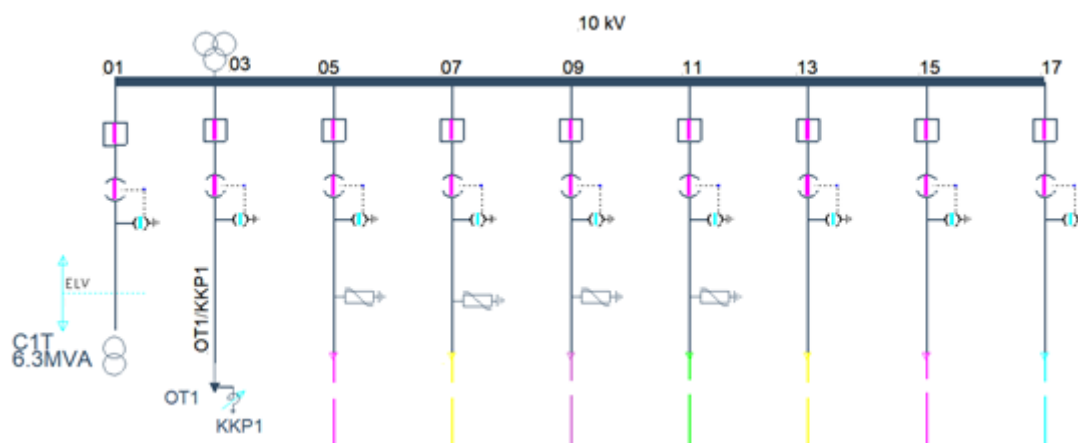 10 kV
01
03
05
07
09
11
13
15
17
ELV
OT1/KKP1
C1T
6.3MVA
OT1
KKP1